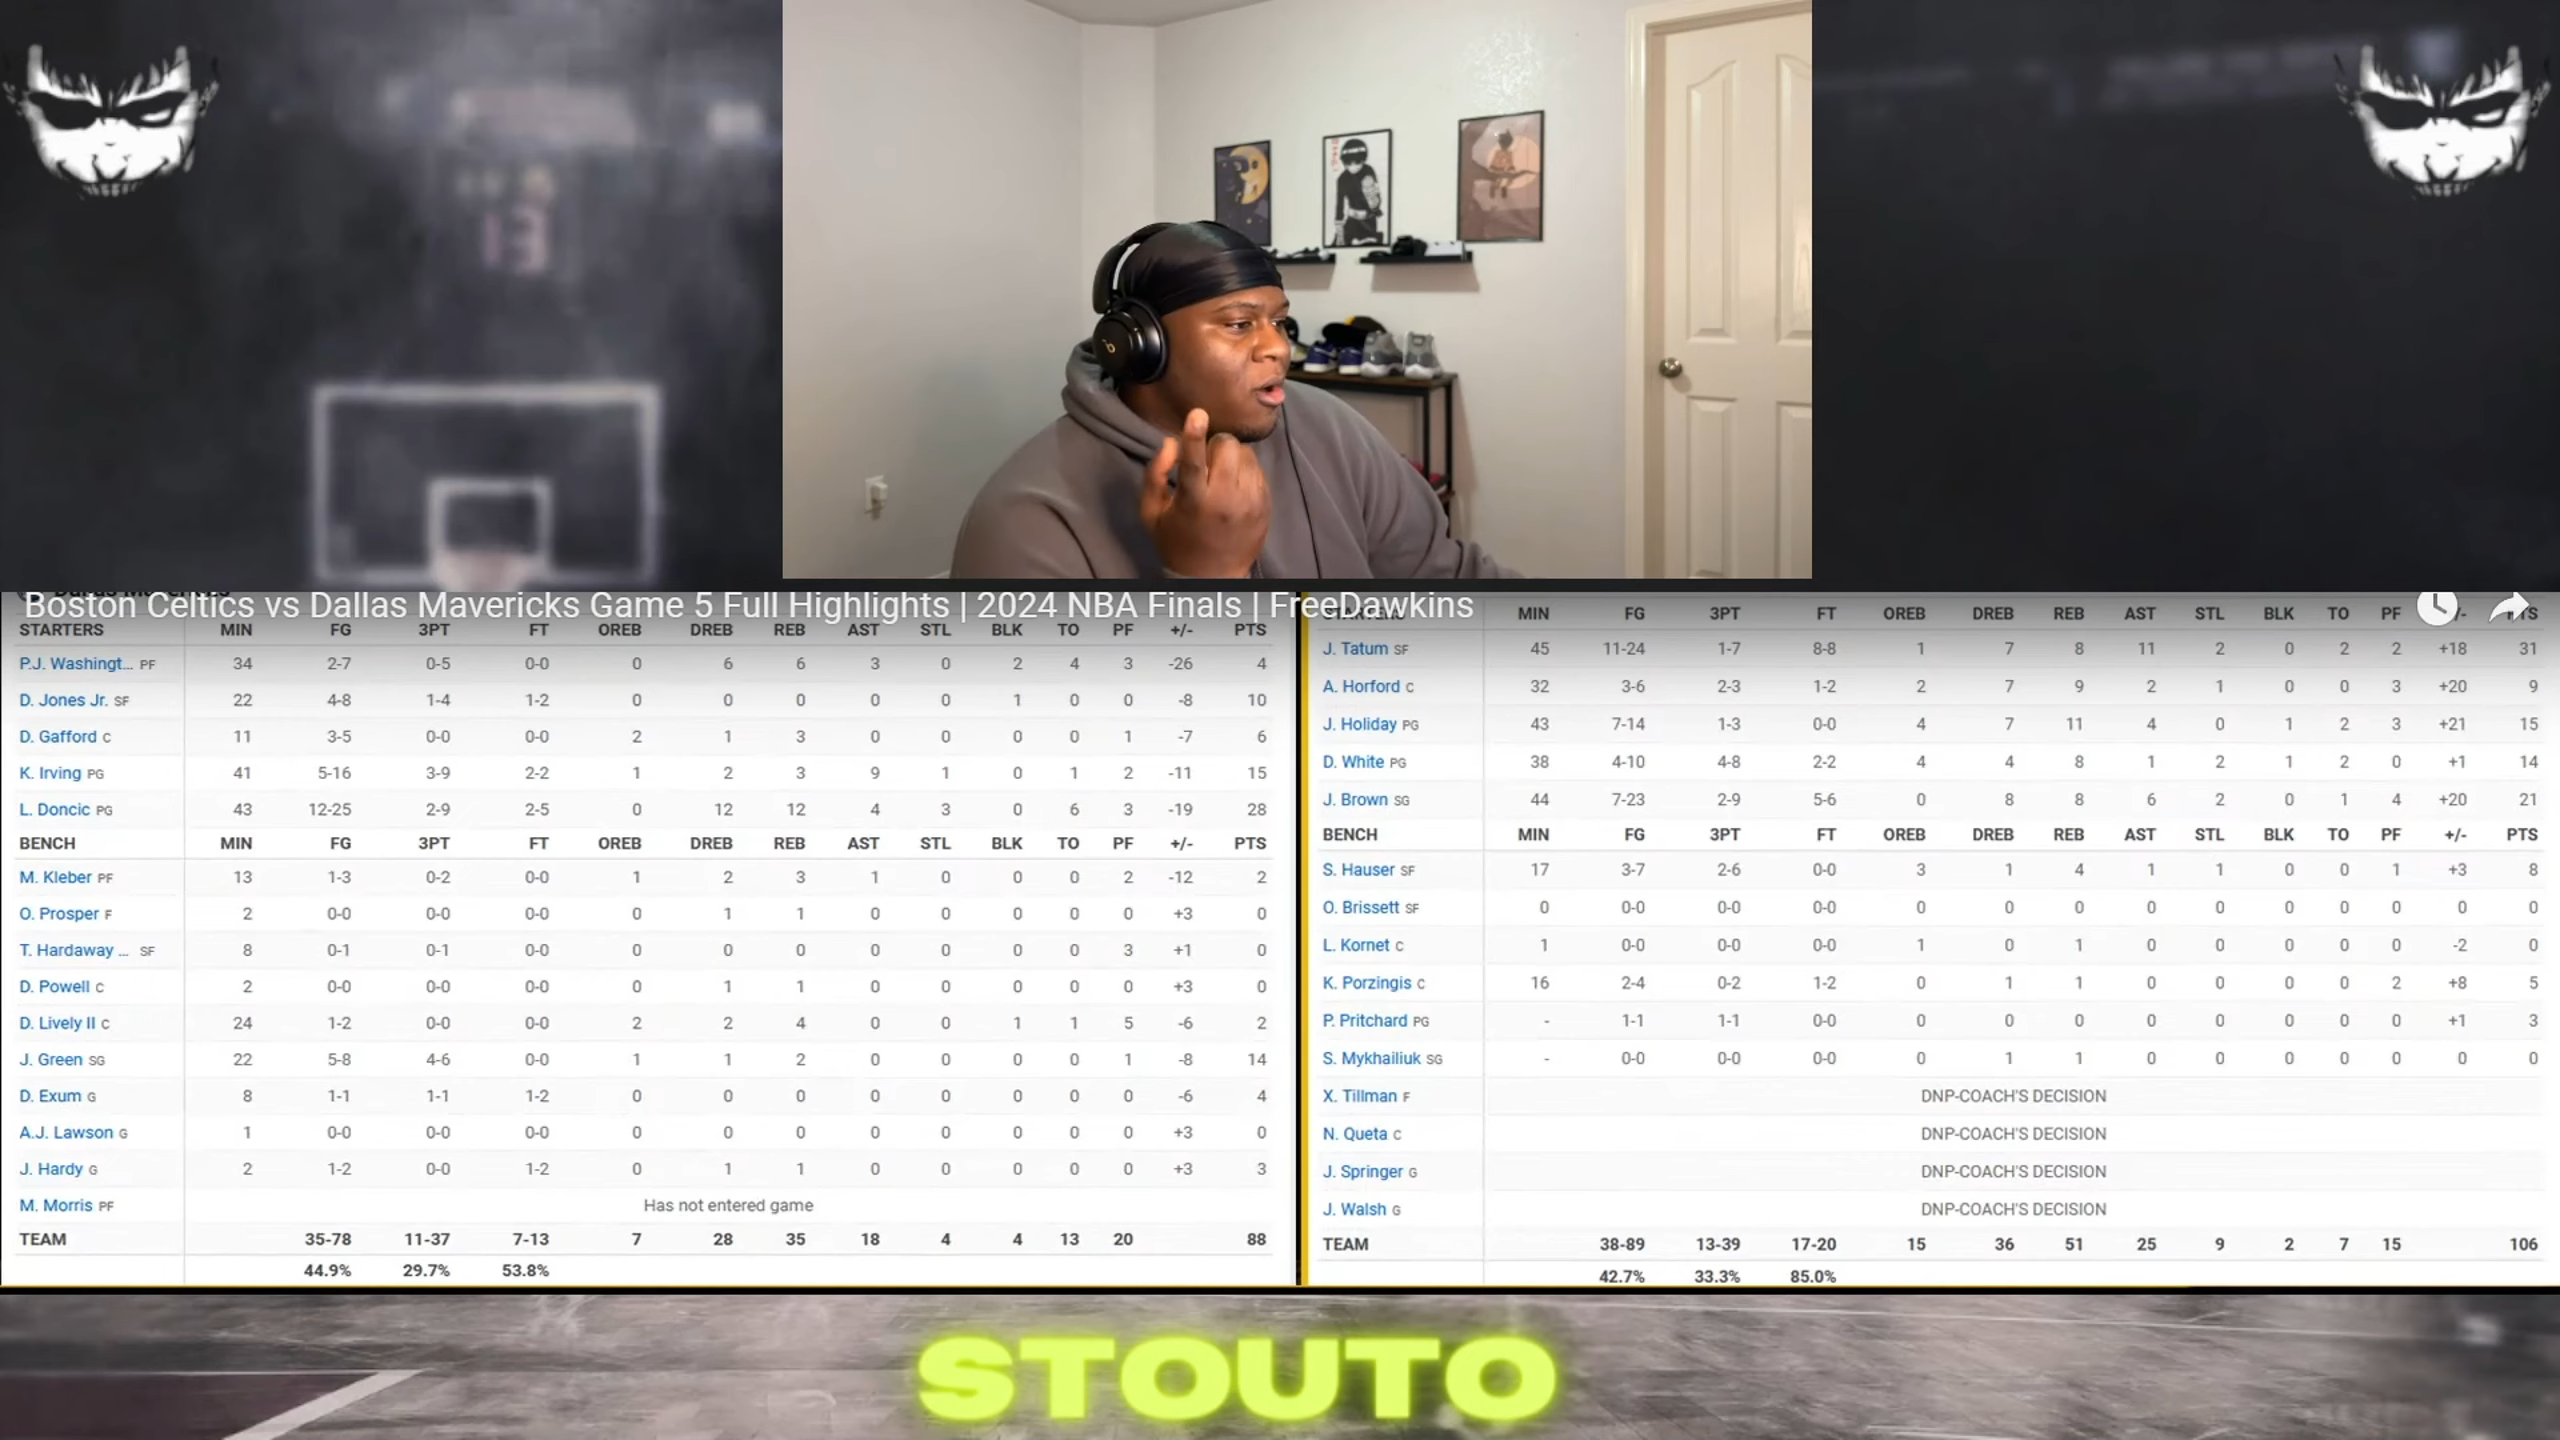 Boston Celtics vs Dallas Mavericks Game 5 Full Highlights | 2024 NBA Finals | FreeDawkins
STARTERS MIN FG 3PT FT OREB DREB REB AST STL BLK TO PF +/- PTS
P.J. Washingt... PF 34 2-7 0-5 0-0 0 6 6 3 0 2 4 3 -26 4
D. Jones Jr. SF 22 4-8 1-4 1-2 0 0 0 0 0 1 0 0 -8 10
D. Gafford C 11 3-5 0-0 0-0 2 1 3 0 0 0 0 1 -7 6
K. Irving PG 41 5-16 3-9 2-2 1 2 3 9 1 0 1 2 -11 15
L. Doncic PG 43 12-25 2-9 2-5 0 12 12 4 3 0 6 3 -19 28
BENCH MIN FG 3PT FT OREB DREB REB AST STL BLK TO PF +/- PTS
M. Kleber PF 13 1-3 0-2 0-0 1 2 3 1 0 0 0 2 -12 2
O. Prosper F 2 0-0 0-0 0-0 0 1 1 0 0 0 0 0 +3 0
T. Hardaway ... SF 8 0-1 0-1 0-0 0 0 0 0 0 0 0 3 +1 0
D. Powell C 2 0-0 0-0 0-0 0 1 1 0 0 0 0 0 +3 0
D. Lively II C 24 1-2 0-0 0-0 2 2 4 0 0 1 1 5 -6 2
J. Green SG 22 5-8 4-6 0-0 1 1 2 0 0 0 0 1 -8 14
D. Exum G 8 1-1 1-1 1-2 0 0 0 0 0 0 0 0 -6 4
A.J. Lawson G 1 0-0 0-0 0-0 0 0 0 0 0 0 0 0 +3 0
J. Hardy G 2 1-2 0-0 1-2 0 1 1 0 0 0 0 0 +3 3
M. Morris PF Has not entered game
TEAM 35-78 11-37 7-13 7 28 35 18 4 4 13 20 88
44.9% 29.7% 53.8%
MIN FG 3PT FT OREB DREB REB AST STL BLK TO PF
J. Tatum SF 45 11-24 1-7 8-8 1 7 8 11 2 0 2 2 +18 31
A. Horford C 32 3-6 2-3 1-2 2 7 9 2 1 0 0 3 +20 9
J. Holiday PG 43 7-14 1-3 0-0 4 7 11 4 0 1 2 3 +21 15
D. White PG 38 4-10 4-8 2-2 4 4 8 1 2 1 2 0 +1 14
J. Brown SG 44 7-23 2-9 5-6 0 8 8 6 2 0 1 4 +20 21
BENCH MIN FG 3PT FT OREB DREB REB AST STL BLK TO PF +/- PTS
S. Hauser SF 17 3-7 2-6 0-0 3 1 4 1 1 0 0 1 +3 8
O. Brissett SF 0 0-0 0-0 0-0 0 0 0 0 0 0 0 0 0 0
L. Kornet C 1 0-0 0-0 0-0 1 0 1 0 0 0 0 0 -2 0
K. Porzingis C 16 2-4 0-2 1-2 0 1 1 0 0 0 0 2 +8 5
P. Pritchard PG - 1-1 1-1 0-0 0 0 0 0 0 0 0 0 +1 3
S. Mykhailiuk SG - 0-0 0-0 0-0 0 1 1 0 0 0 0 0 0 0
X. Tillman F DNP-COACH'S DECISION
N. Queta C DNP-COACH'S DECISION
J. Springer G DNP-COACH'S DECISION
J. Walsh G DNP-COACH'S DECISION
TEAM 38-89 13-39 17-20 15 36 51 25 9 2 7 15 106
42.7% 33.3% 85.0%
STOUTO